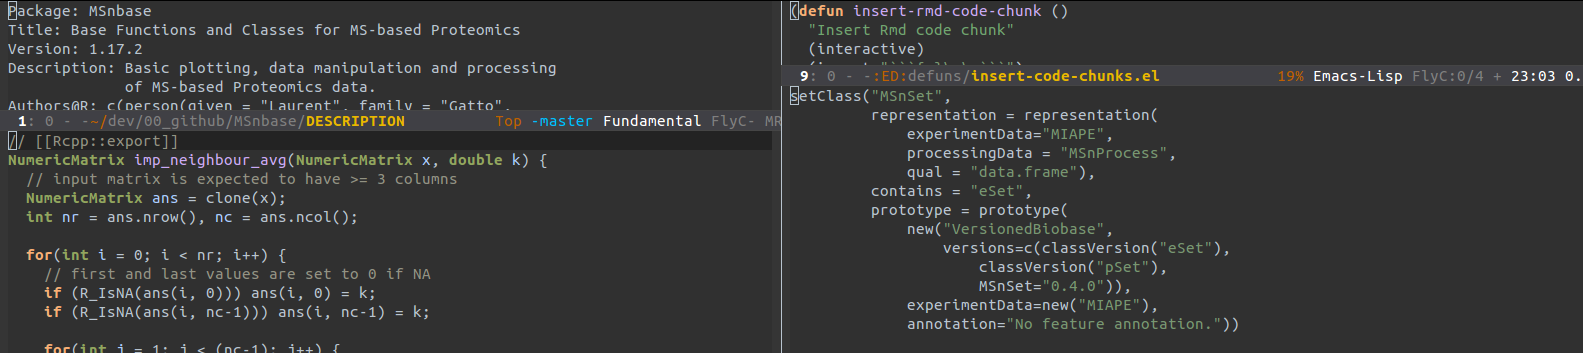 Package: MSnbase
Title: Base Functions and Classes for MS-based Proteomics
Version: 1.17.2
Description: Basic plotting, data manipulation and processing
             of MS-based Proteomics data.
Authors@R: c(person(given = "Laurent", family = "Gatto",
 1: 0 - -~/dev/00_github/MSnbase/DESCRIPTION          Top -master Fundamental FlyC- MR
// [[Rcpp::export]]
NumericMatrix imp_neighbour_avg(NumericMatrix x, double k) {
  // input matrix is expected to have >= 3 columns
  NumericMatrix ans = clone(x);
  int nr = ans.nrow(), nc = ans.ncol();

  for(int i = 0; i < nr; i++) {
    // first and last values are set to 0 if NA
    if (R_IsNA(ans(i, 0))) ans(i, 0) = k;
    if (R_IsNA(ans(i, nc-1))) ans(i, nc-1) = k;

    for(int j = 1; j < (nc-1); j++) {
(defun insert-rmd-code-chunk ()
  "Insert Rmd code chunk"
  (interactive)
 9: 0 - -:ED:defuns/insert-code-chunks.el             19% Emacs-Lisp FlyC:0/4 + 23:03 0.
setClass("MSnSet",
         representation = representation(
             experimentData="MIAPE",
             processingData = "MSnProcess",
             qual = "data.frame"),
         contains = "eSet",
         prototype = prototype(
             new("VersionedBiobase",
                 versions=c(classVersion("eSet"),
                     classVersion("pSet"),
                     MSnSet="0.4.0")),
             experimentData=new("MIAPE"),
             annotation="No feature annotation."))